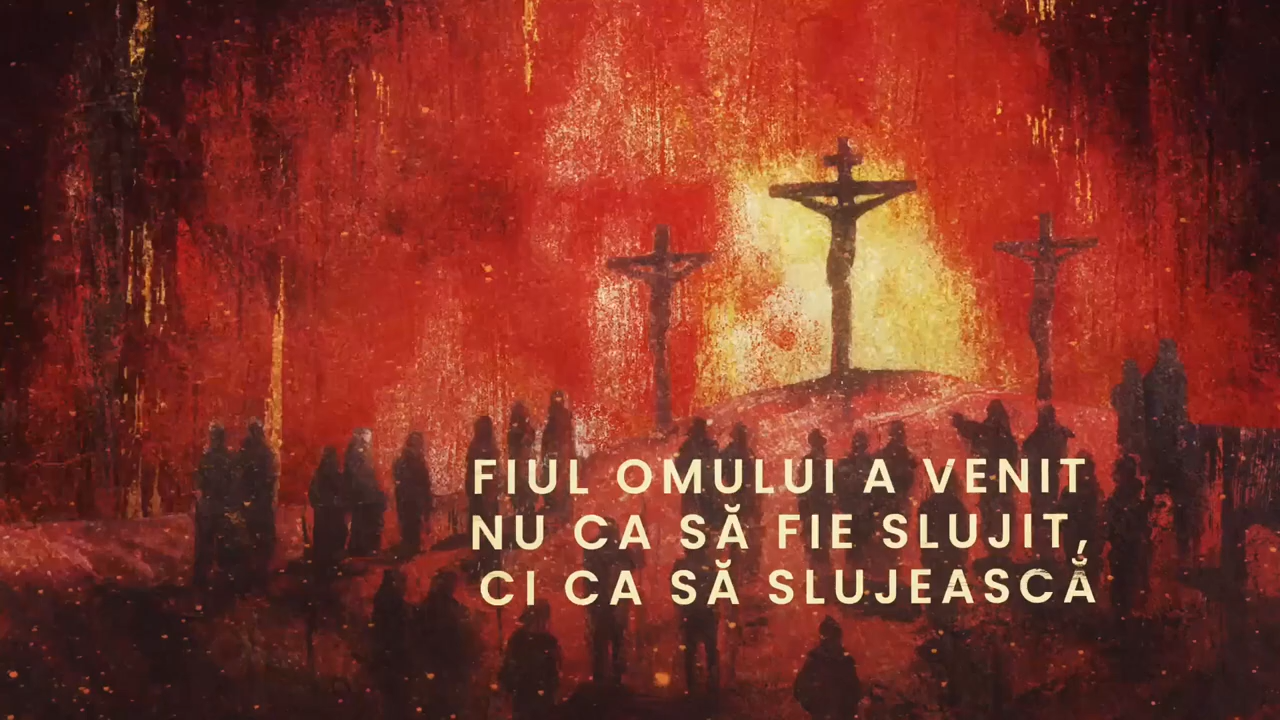 FIUL OMULUI A VENIT
NU CA SĂ FIE SLUJIT,
CI CA SĂ SLUJEASCĂ